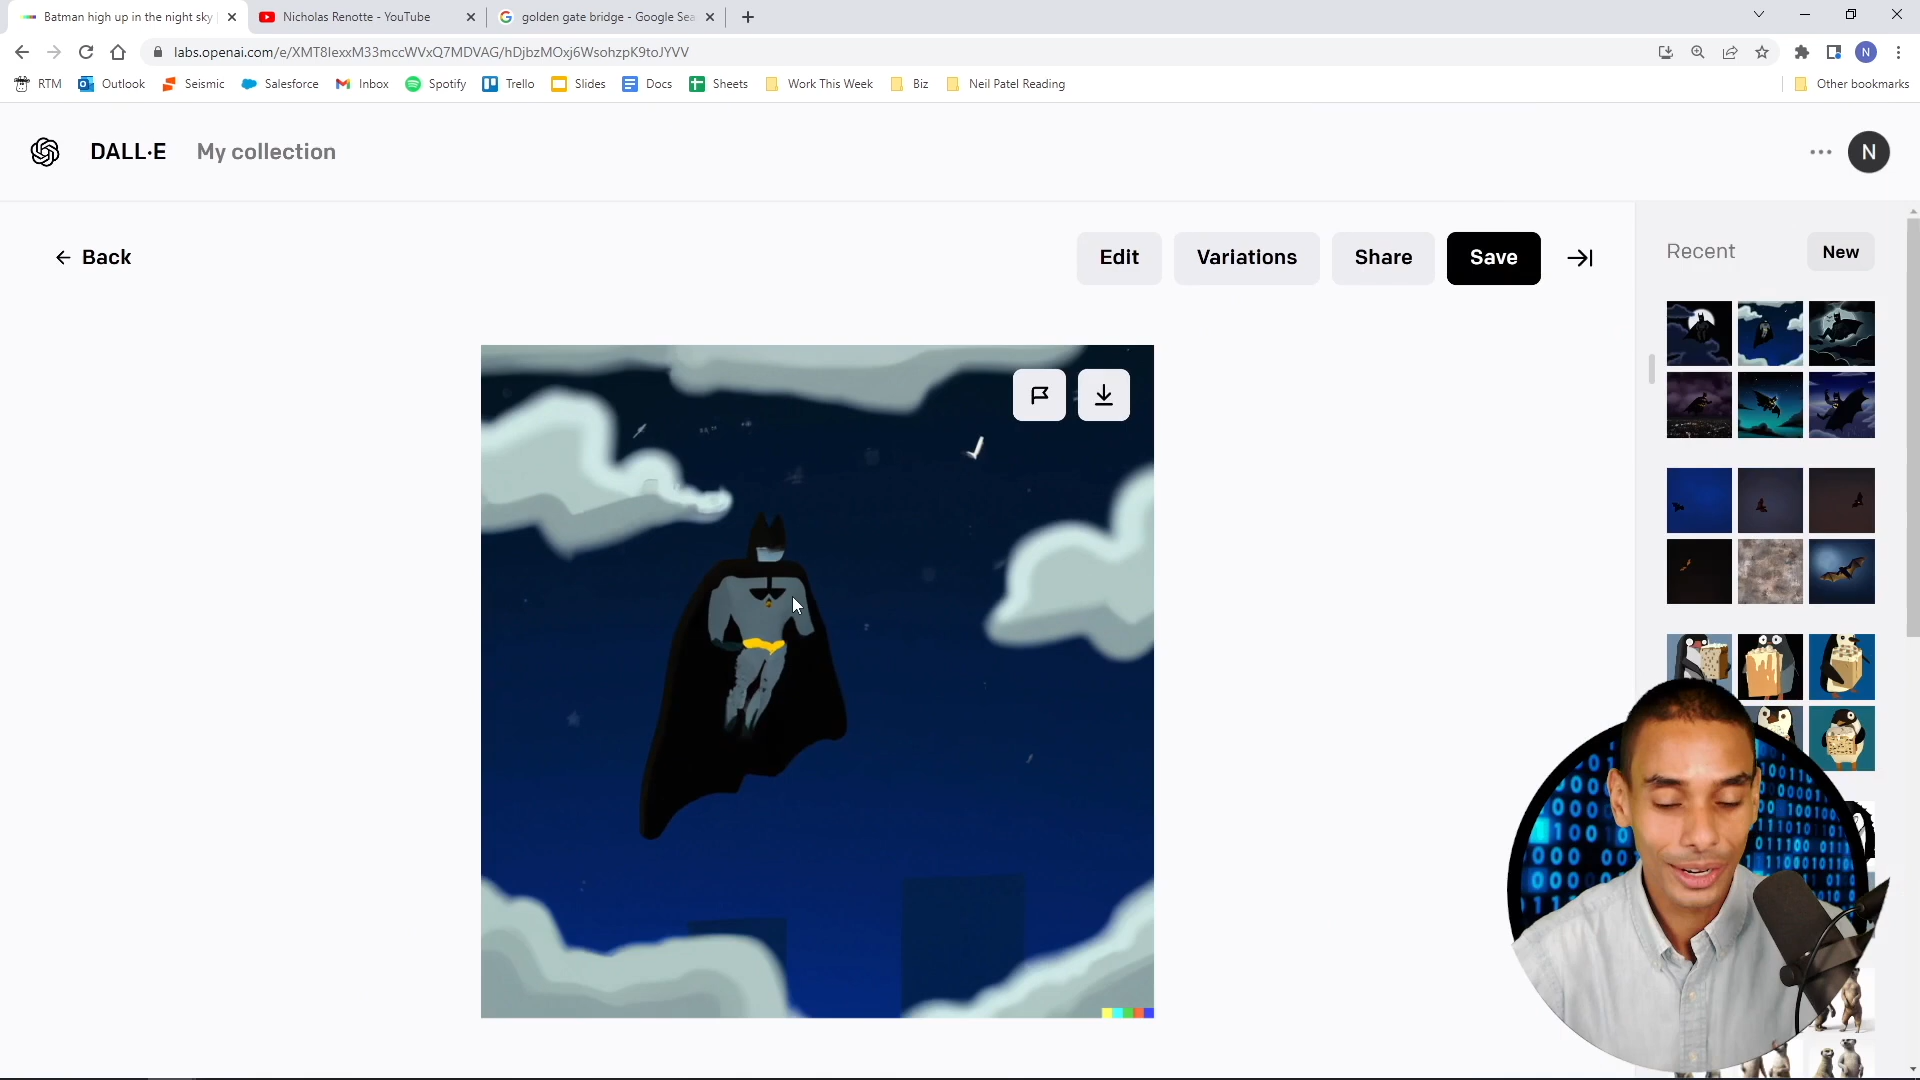 Batman high up in the night sky
Nicholas Renotte - YouTube
golden gate bridge - Google Sea
labs.openai.com/e/XMT8lexxM33mccWVxQ7MDVAG/hDjbzMOxj6WsohzpK9toJYVV
N
RTM
Outlook
Seismic
Salesforce
Inbox
Spotify
Trello
Slides
Docs
Sheets
Work This Week
Biz
Neil Patel Reading
Other bookmarks
DALL·E
My collection
N
Back
Edit
Variations
Share
Save
Recent
New